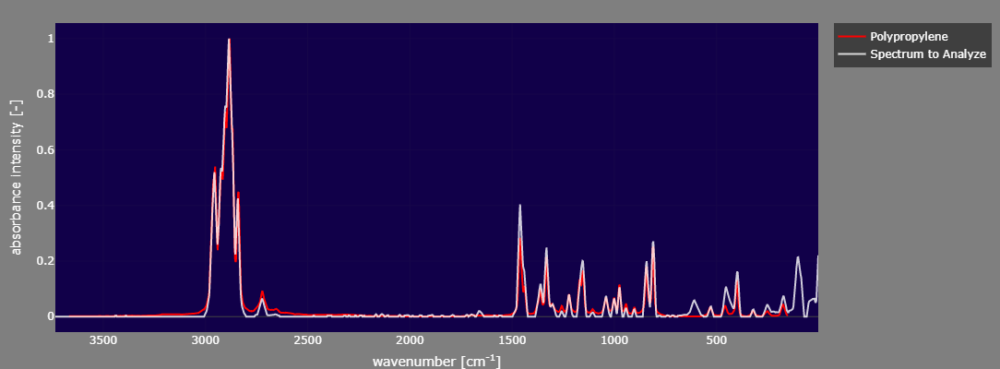 Polypropylene
Spectrum to Analyze
absorbance intensity [-]
1
0.8
0.6
0.4
0.2
0
3500 3000 2500 2000 1500 1000 500
wavenumber [cm⁻¹]